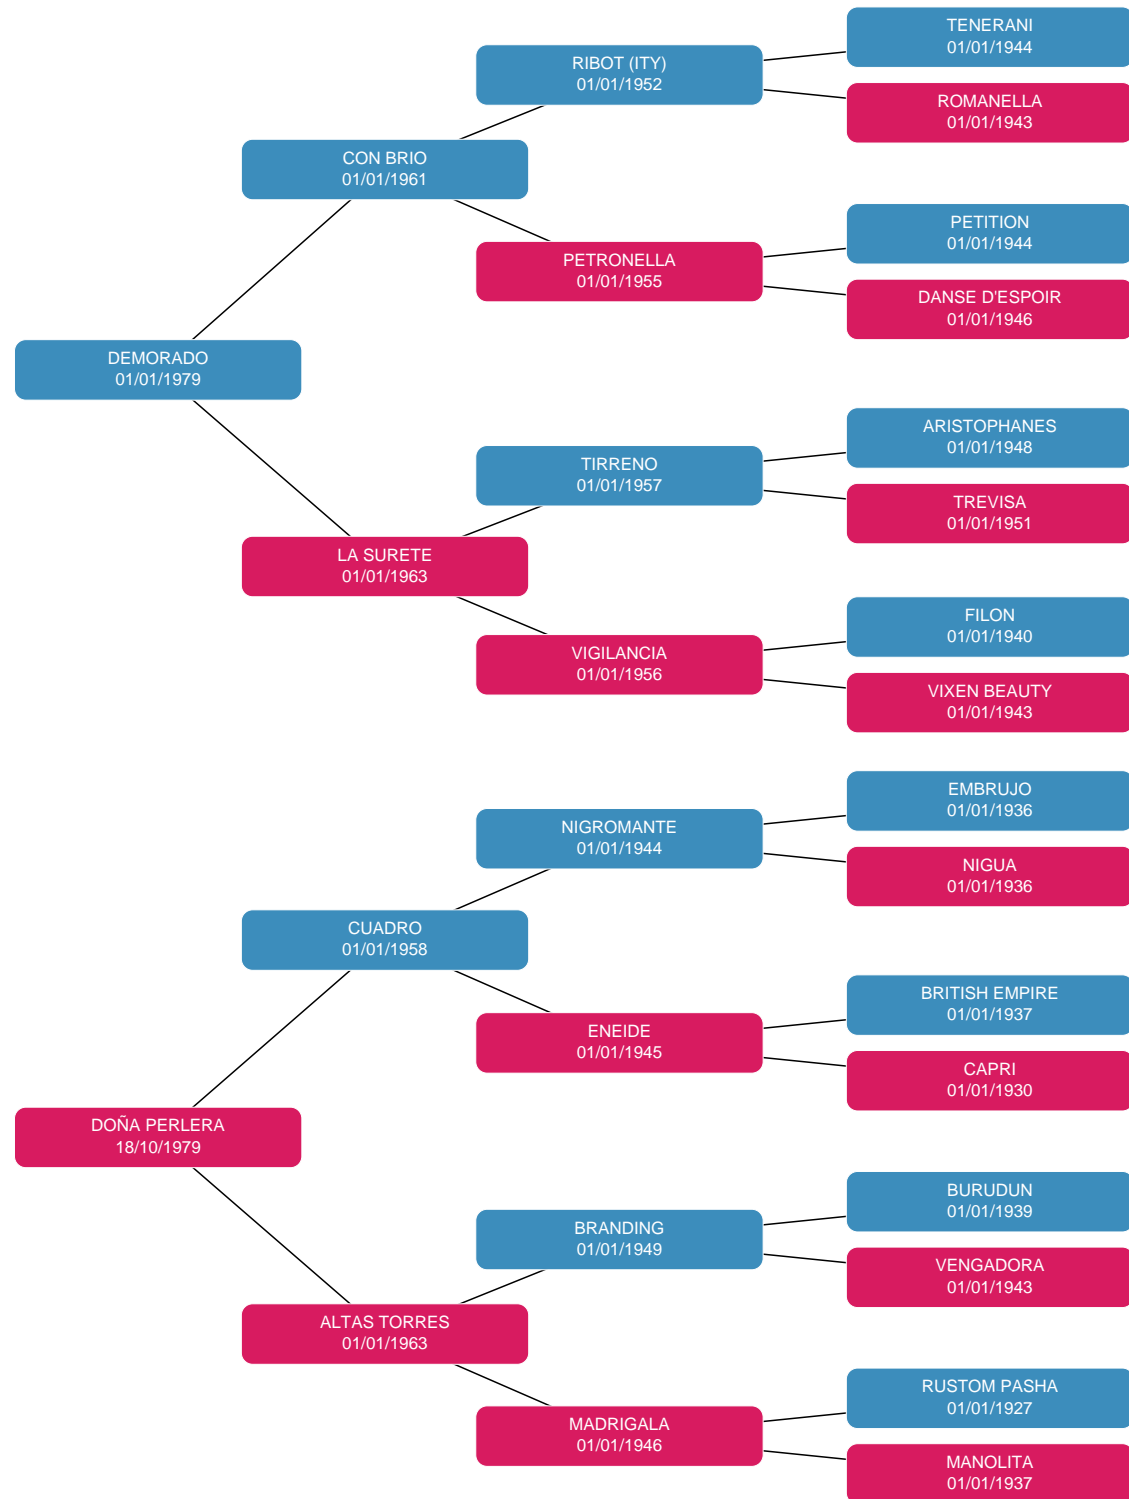 TENERANI
01/01/1944
RIBOT (ITY)
01/01/1952
ROMANELLA
01/01/1943
CON BRIO
01/01/1961
PETITION
01/01/1944
PETRONELLA
01/01/1955
DANSE D'ESPOIR
01/01/1946
DEMORADO
01/01/1979
ARISTOPHANES
01/01/1948
TIRRENO
01/01/1957
TREVISA
01/01/1951
LA SURETE
01/01/1963
FILON
01/01/1940
VIGILANCIA
01/01/1956
VIXEN BEAUTY
01/01/1943
EMBRUJO
01/01/1936
NIGROMANTE
01/01/1944
NIGUA
01/01/1936
CUADRO
01/01/1958
BRITISH EMPIRE
01/01/1937
ENEIDE
01/01/1945
CAPRI
01/01/1930
DOÑA PERLERA
18/10/1979
BURUDUN
01/01/1939
BRANDING
01/01/1949
VENGADORA
01/01/1943
ALTAS TORRES
01/01/1963
RUSTOM PASHA
01/01/1927
MADRIGALA
01/01/1946
MANOLITA
01/01/1937